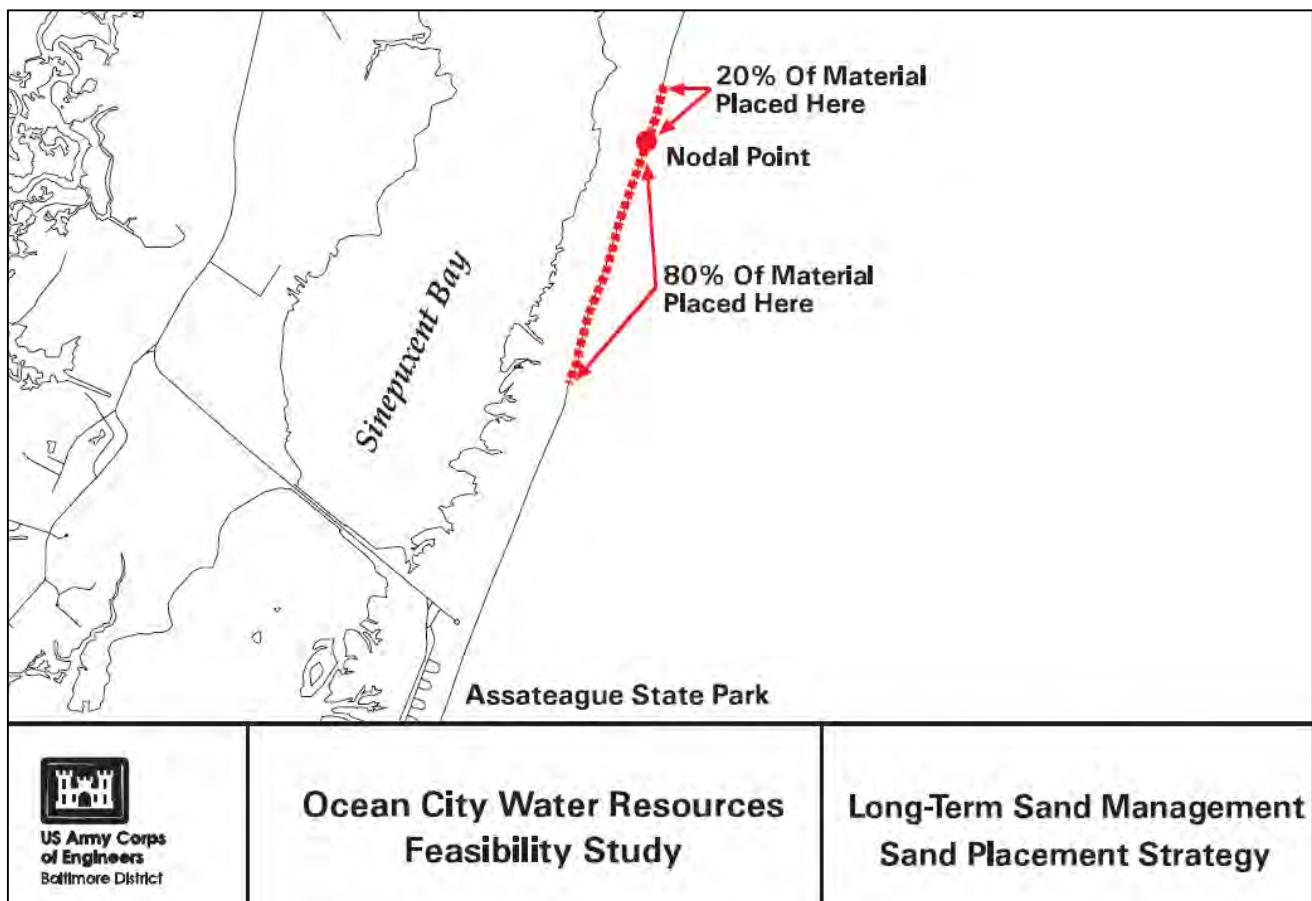 20% Of Material
Placed Here
Nodal Point
80% Of Material
Placed Here
Sinepuxent Bay
Assateague State Park
US Army Corps
of Engineers
Baltimore District
Ocean City Water Resources
Feasibility Study
Long-Term Sand Management
Sand Placement Strategy